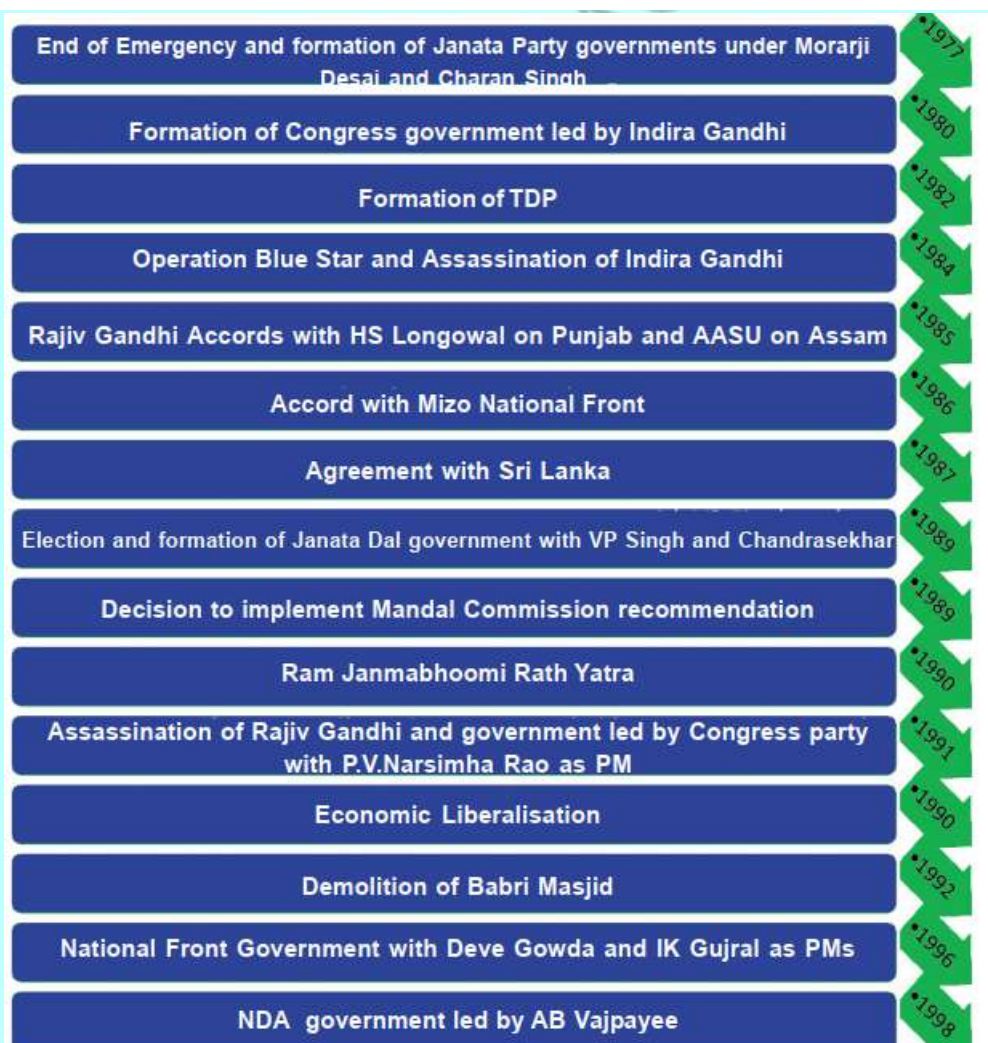 End of Emergency and formation of Janata Party governments under Morarji
Desai and Charan Singh
•1977
Formation of Congress government led by Indira Gandhi
•1980
Formation of TDP
•1982
Operation Blue Star and Assassination of Indira Gandhi
•1984
Rajiv Gandhi Accords with HS Longowal on Punjab and AASU on Assam
•1985
Accord with Mizo National Front
•1986
Agreement with Sri Lanka
•1987
Election and formation of Janata Dal government with VP Singh and Chandrasekhar
•1989
Decision to implement Mandal Commission recommendation
•1989
Ram Janmabhoomi Rath Yatra
•1990
Assassination of Rajiv Gandhi and government led by Congress party
with P.V.Narsimha Rao as PM
•1991
Economic Liberalisation
•1990
Demolition of Babri Masjid
•1992
National Front Government with Deve Gowda and IK Gujral as PMs
•1996
NDA government led by AB Vajpayee
•1998